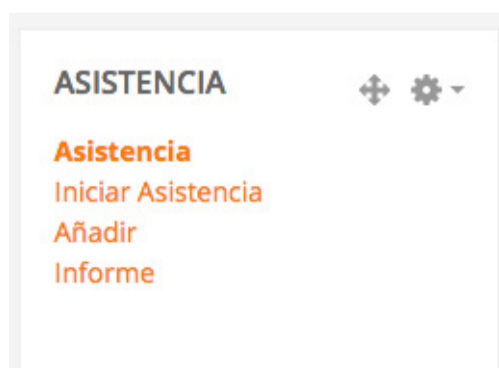 ASISTENCIA
Asistencia
Iniciar Asistencia
Añadir
Informe